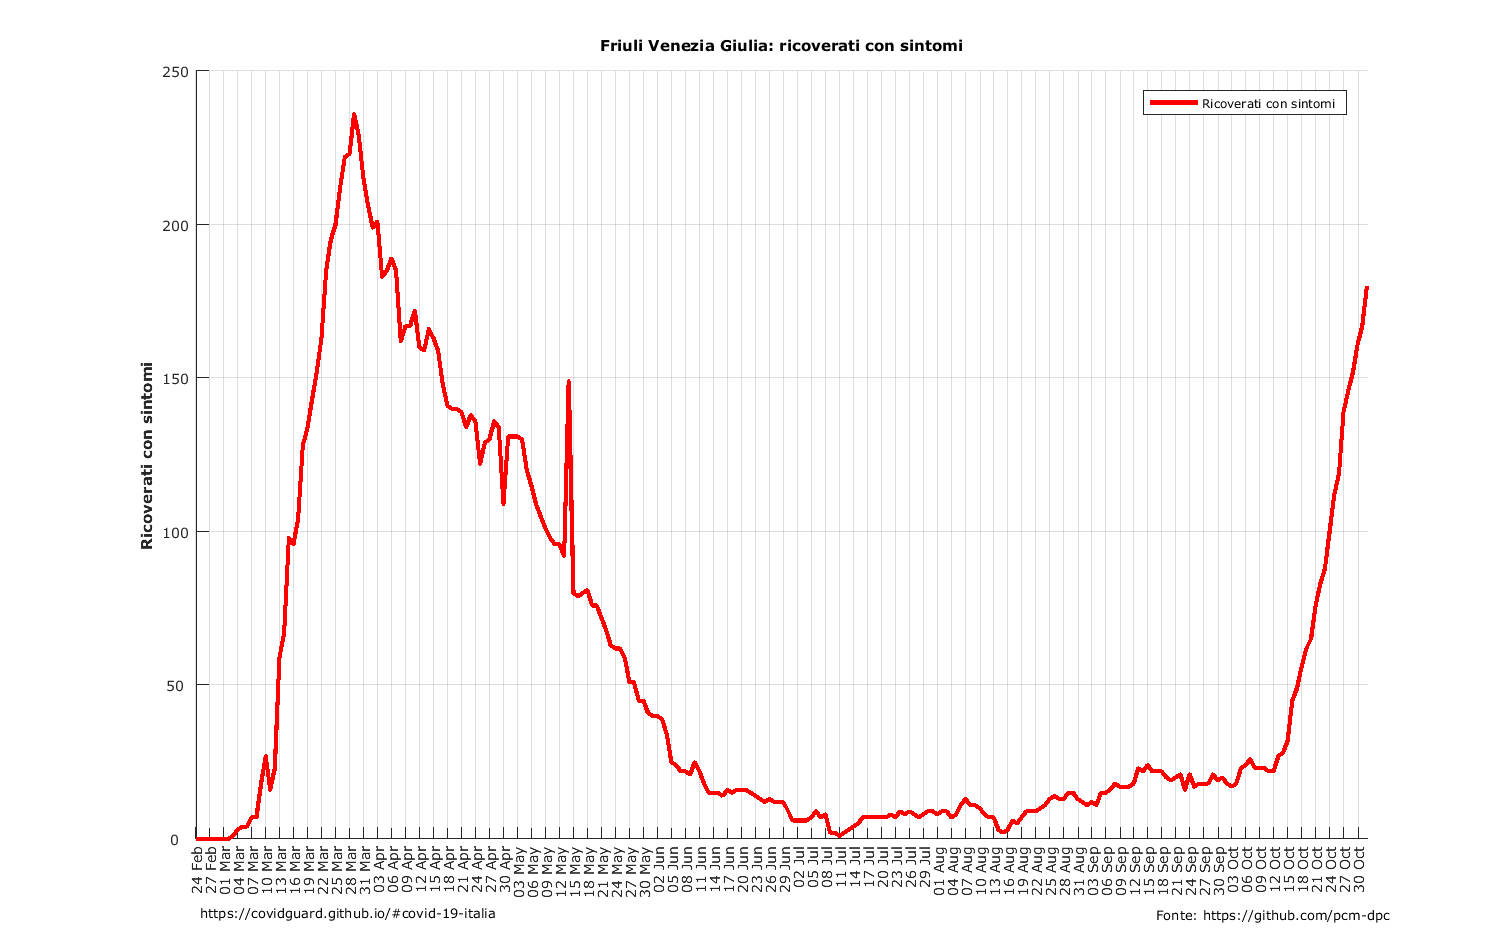 Friuli Venezia Giulia: ricoverati con sintomi
Ricoverati con sintomi
Ricoverati con sintomi
250
200
150
100
50
0
24 Feb
27 Feb
01 Mar
04 Mar
07 Mar
10 Mar
13 Mar
16 Mar
19 Mar
22 Mar
25 Mar
28 Mar
31 Mar
03 Apr
06 Apr
09 Apr
12 Apr
15 Apr
18 Apr
21 Apr
24 Apr
27 Apr
30 Apr
03 May
06 May
09 May
12 May
15 May
18 May
21 May
24 May
27 May
30 May
02 Jun
05 Jun
08 Jun
11 Jun
14 Jun
17 Jun
20 Jun
23 Jun
26 Jun
29 Jun
02 Jul
05 Jul
08 Jul
11 Jul
14 Jul
17 Jul
20 Jul
23 Jul
26 Jul
29 Jul
01 Aug
04 Aug
07 Aug
10 Aug
13 Aug
16 Aug
19 Aug
22 Aug
25 Aug
28 Aug
31 Aug
03 Sep
06 Sep
09 Sep
12 Sep
15 Sep
18 Sep
21 Sep
24 Sep
27 Sep
30 Sep
03 Oct
06 Oct
09 Oct
12 Oct
15 Oct
18 Oct
21 Oct
24 Oct
27 Oct
30 Oct
https://covidguard.github.io/#covid-19-italia
Fonte: https://github.com/pcm-dpc